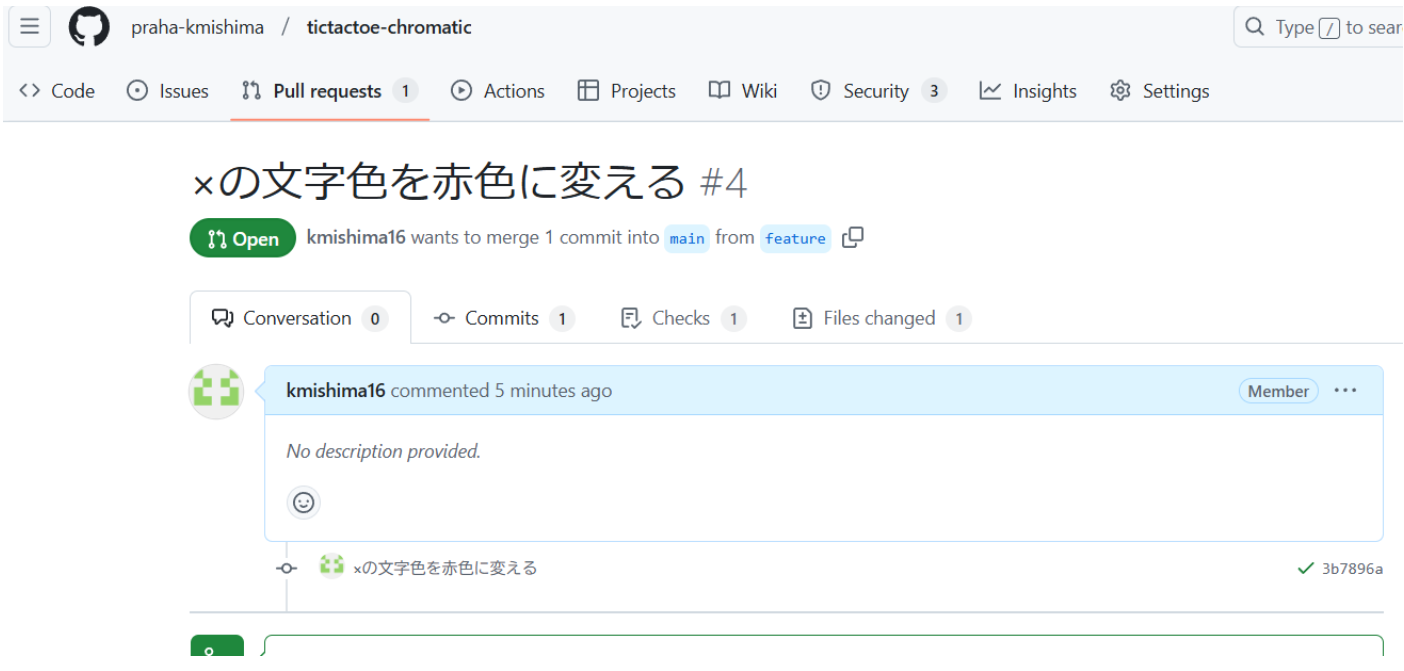 praha-kmishima / tictactoe-chromatic
Type / to sear
Code Issues Pull requests 1 Actions Projects Wiki Security 3 Insights Settings
×の文字色を赤色に変える #4
Open kmishima16 wants to merge 1 commit into main from feature
Conversation 0 Commits 1 Checks 1 Files changed 1
kmishima16 commented 5 minutes ago Member
No description provided.
×の文字色を赤色に変える 3b7896a